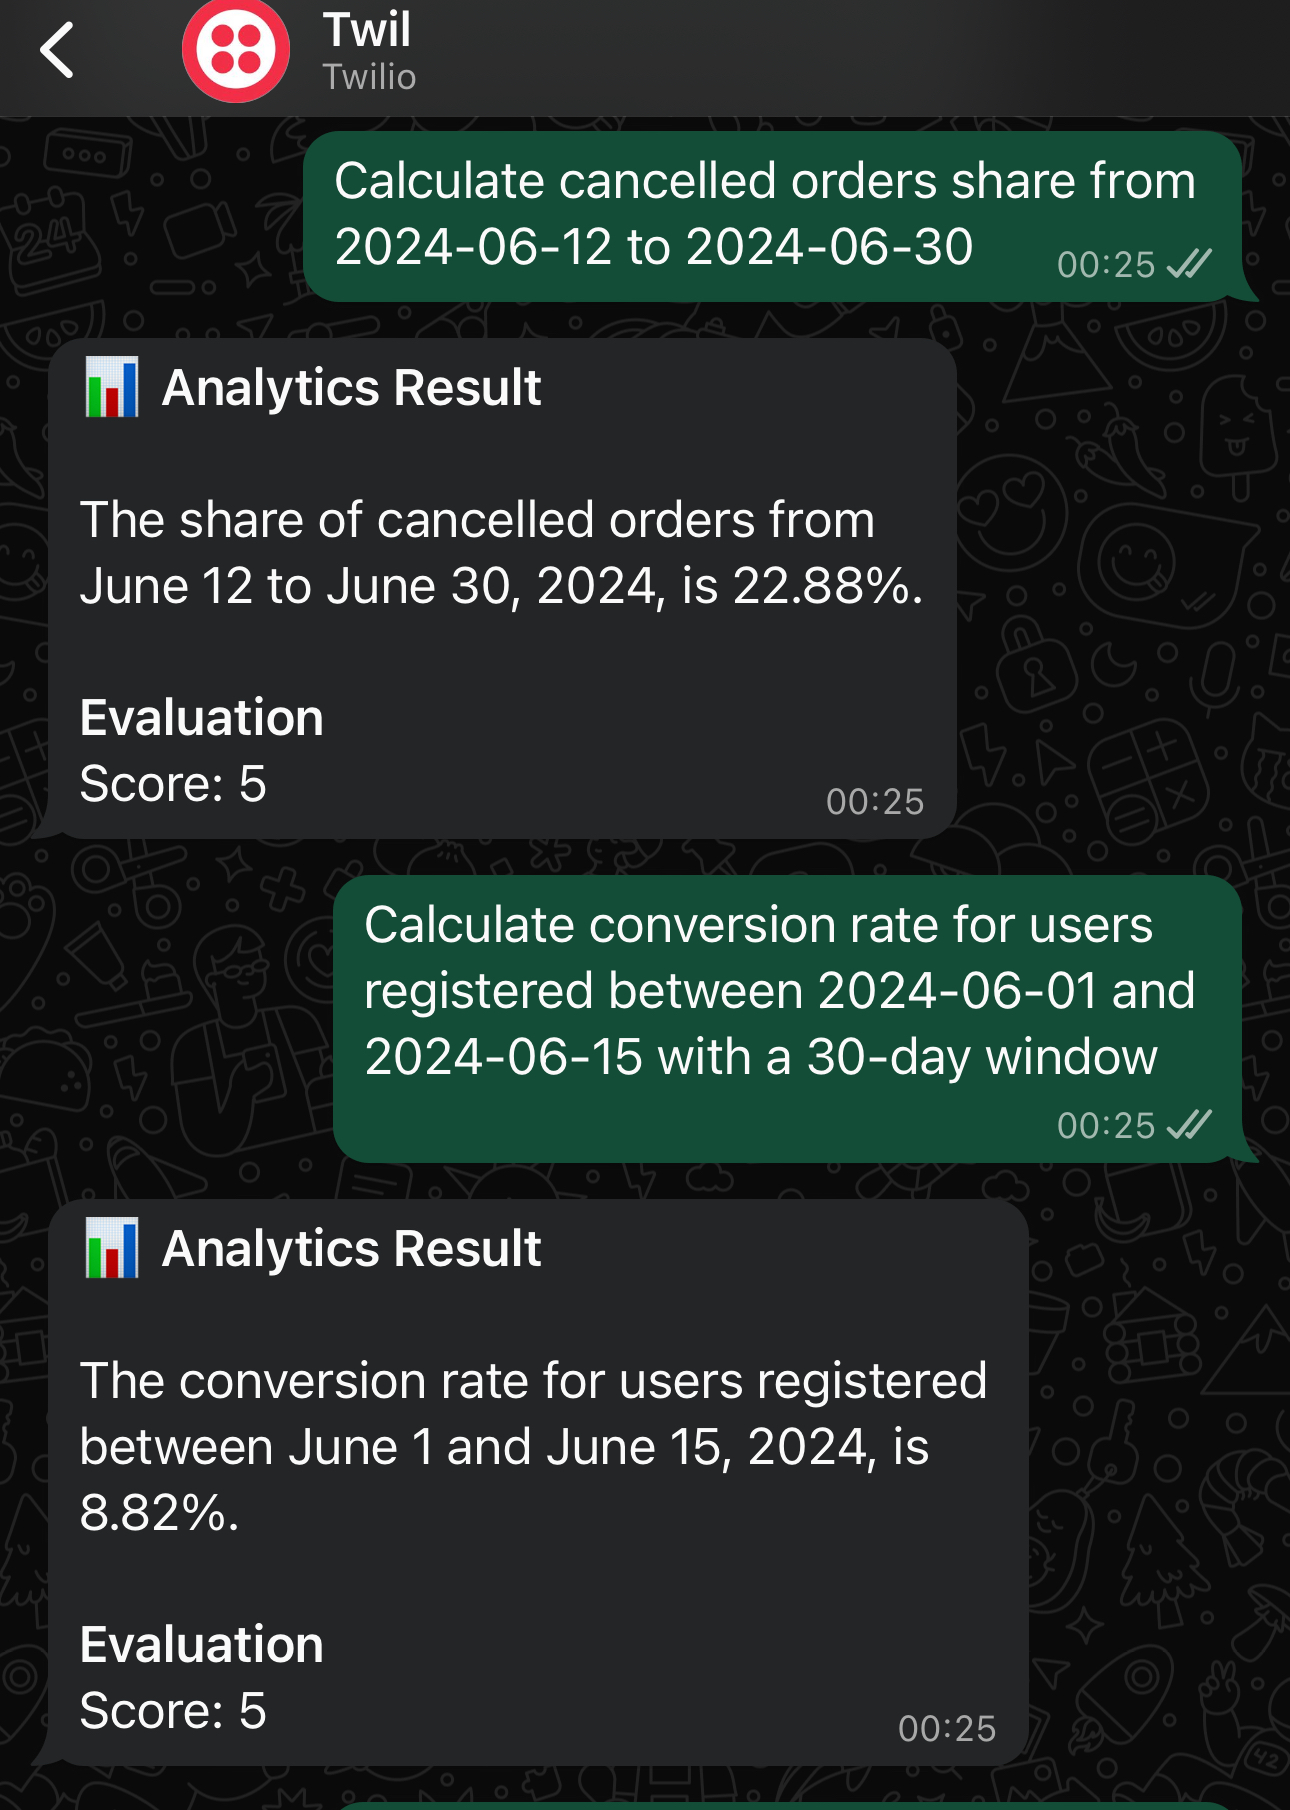 Twil
Twilio
Calculate cancelled orders share from
2024-06-12 to 2024-06-30
00:25
📊 Analytics Result
The share of cancelled orders from
June 12 to June 30, 2024, is 22.88%.
Evaluation
Score: 5
00:25
Calculate conversion rate for users
registered between 2024-06-01 and
2024-06-15 with a 30-day window
00:25
📊 Analytics Result
The conversion rate for users registered
between June 1 and June 15, 2024, is
8.82%.
Evaluation
Score: 5
00:25
24
42